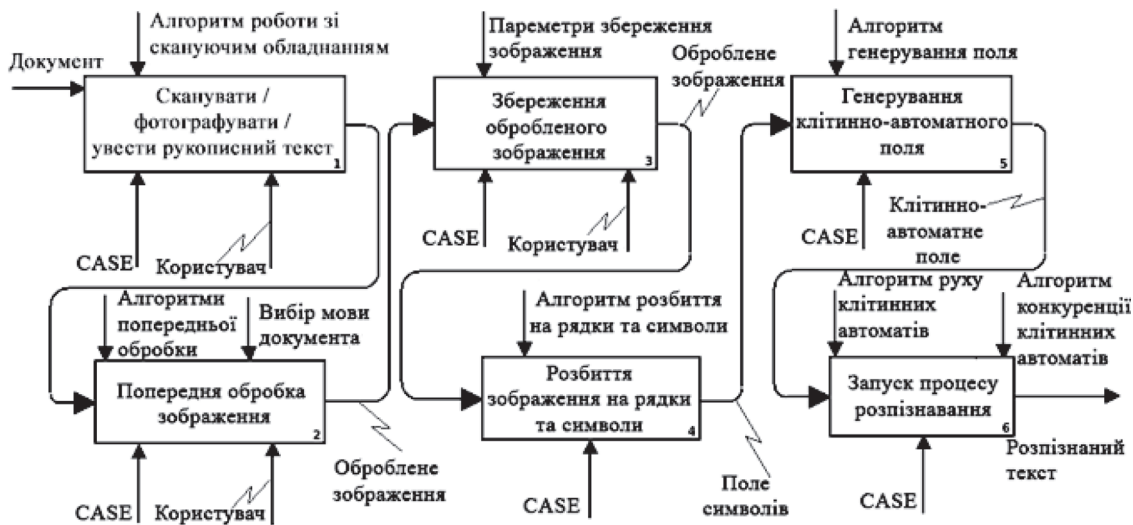 Алгоритм роботи зі
скануючим обладнанням
Документ
Сканувати /
фотографувати /
увести рукописний текст
1
CASE
Користувач
Алгоритми
попередньої
обробки
Вибір мови
документа
Попередня обробка
зображення
2
CASE
Користувач
Оброблене
зображення
Параметри збереження
зображення
Збереження
обробленого
зображення
3
Оброблене
зображення
CASE
Користувач
Алгоритм розбиття
на рядки та символи
Розбиття
зображення на рядки
та символи
4
CASE
Поле
символів
Алгоритм
генерування поля
Генерування
клітинно-автоматного
поля
5
CASE
Клітинно-
автоматне
поле
Алгоритм руху
клітинних
автоматів
Алгоритм
конкуренції
клітинних
автоматів
Запуск процесу
розпізнавання
6
CASE
Розпізнаний
текст